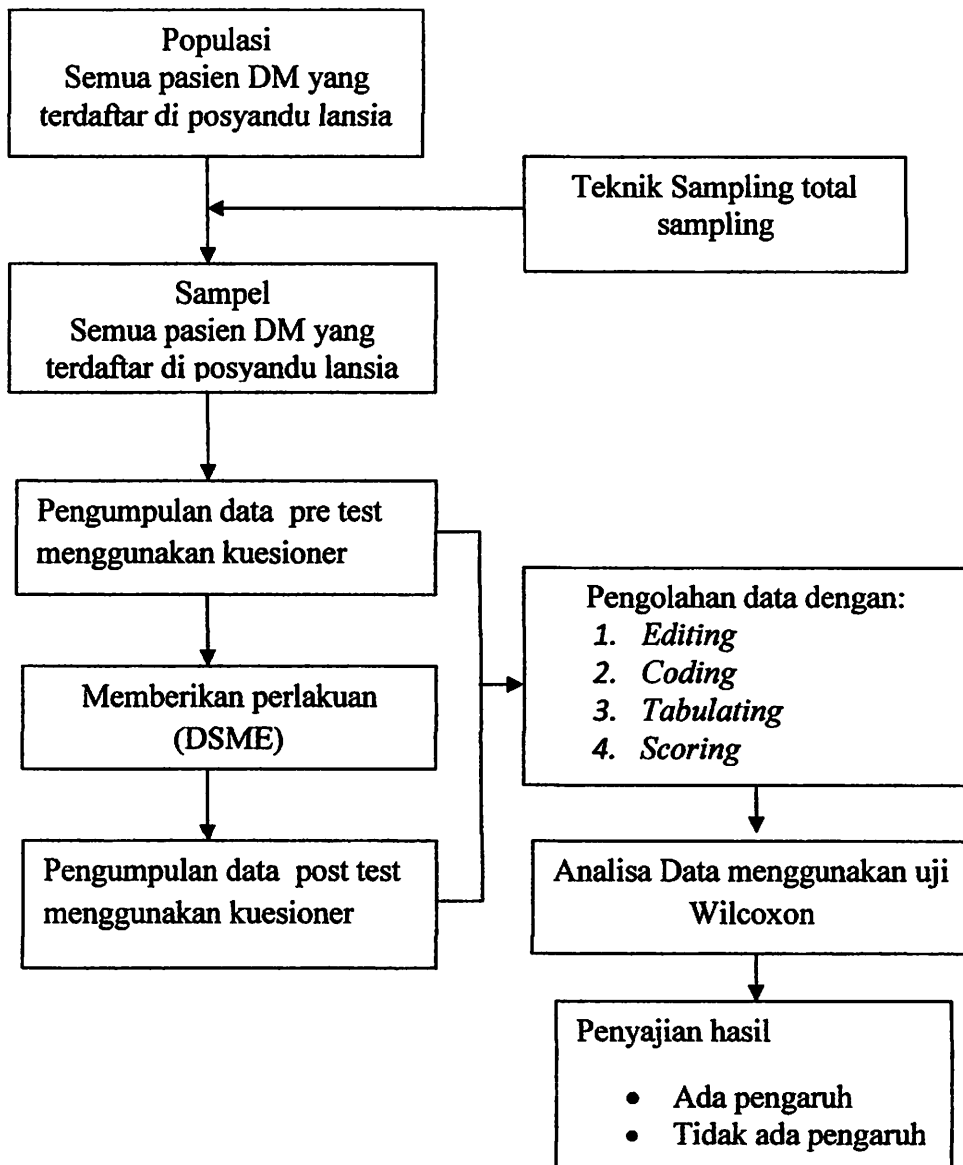 Populasi
Semua pasien DM yang
terdaftar di posyandu lansia
Teknik Sampling total
sampling
Sampel
Semua pasien DM yang
terdaftar di posyandu lansia
Pengumpulan data pre test
menggunakan kuesioner
Memberikan perlakuan
(DSME)
Pengumpulan data post test
menggunakan kuesioner
Pengolahan data dengan:
1. Editing
2. Coding
3. Tabulating
4. Scoring
Analisa Data menggunakan uji
Wilcoxon
Penyajian hasil
• Ada pengaruh
• Tidak ada pengaruh